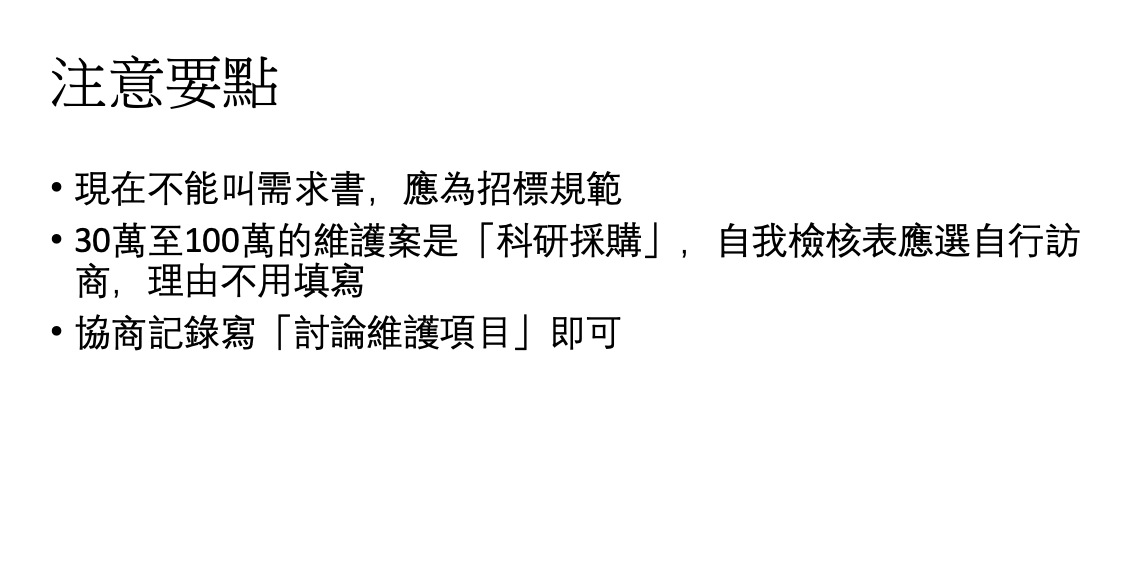 注意要點
• 現在不能叫需求書，應為招標規範
• 30萬至100萬的維護案是「科研採購」，自我檢核表應選自行訪
商，理由不用填寫
• 協商記錄寫「討論維護項目」即可